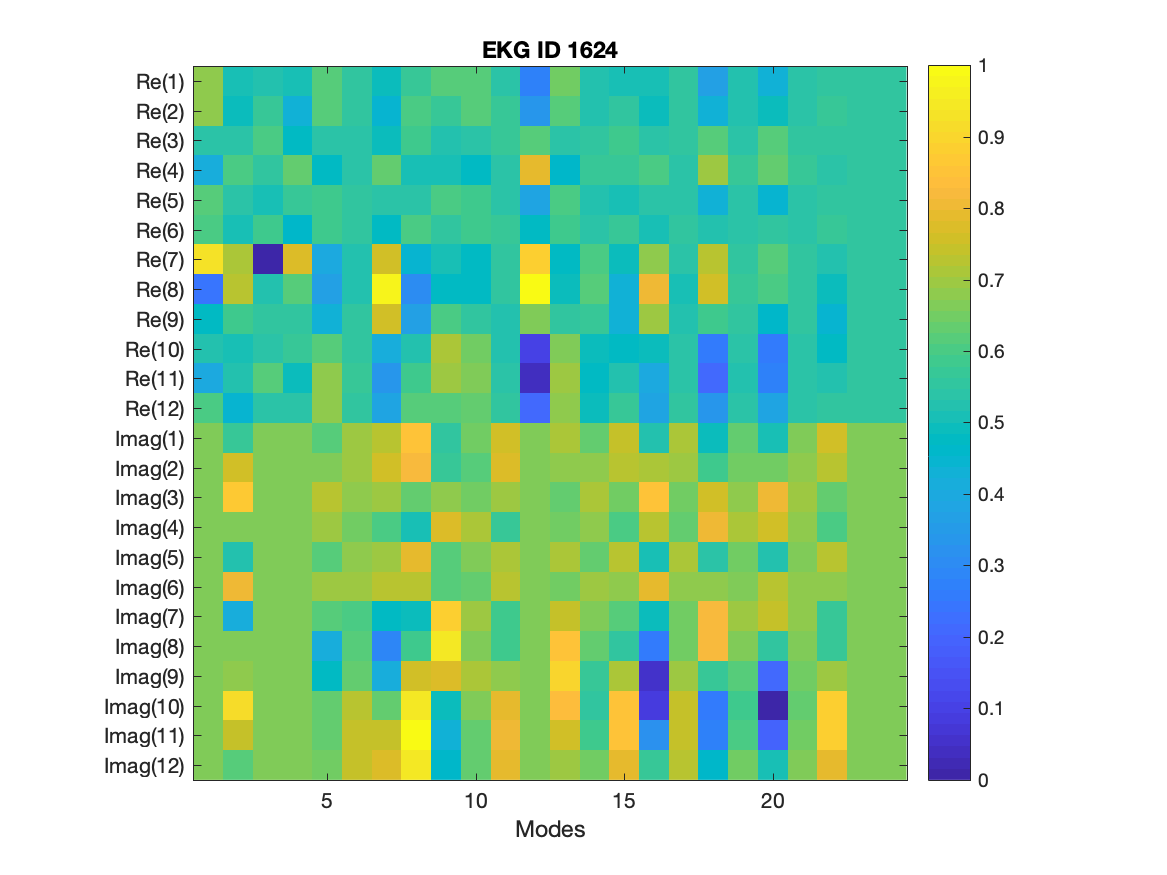 EKG ID 1624
Re(1)
Re(2)
Re(3)
Re(4)
Re(5)
Re(6)
Re(7)
Re(8)
Re(9)
Re(10)
Re(11)
Re(12)
Imag(1)
Imag(2)
Imag(3)
Imag(4)
Imag(5)
Imag(6)
Imag(7)
Imag(8)
Imag(9)
Imag(10)
Imag(11)
Imag(12)
5 10 15 20
Modes
1
0.9
0.8
0.7
0.6
0.5
0.4
0.3
0.2
0.1
0